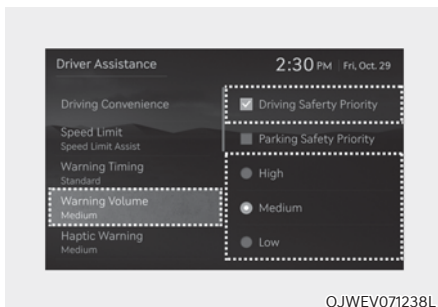 Driver Assistance
2:30 PM Fri, Oct. 29
Driving Convenience
Speed Limit
Speed Limit Assist
Warning Timing
Standard
Warning Volume
Medium
Haptic Warning
Medium
Driving Saferty Priority
Parking Safety Priority
High
Medium
Low
OJWEV071238L